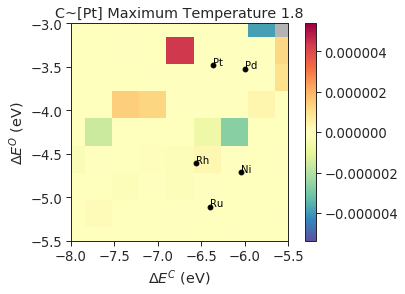 C~[Pt] Maximum Temperature 1.8
−3.0
−3.5
−4.0
−4.5
−5.0
−5.5
ΔE^O (eV)
Pt
Pd
Rh
Ni
Ru
−8.0 −7.5 −7.0 −6.5 −6.0 −5.5
ΔE^C (eV)
0.000004
0.000002
0.000000
−0.000002
−0.000004